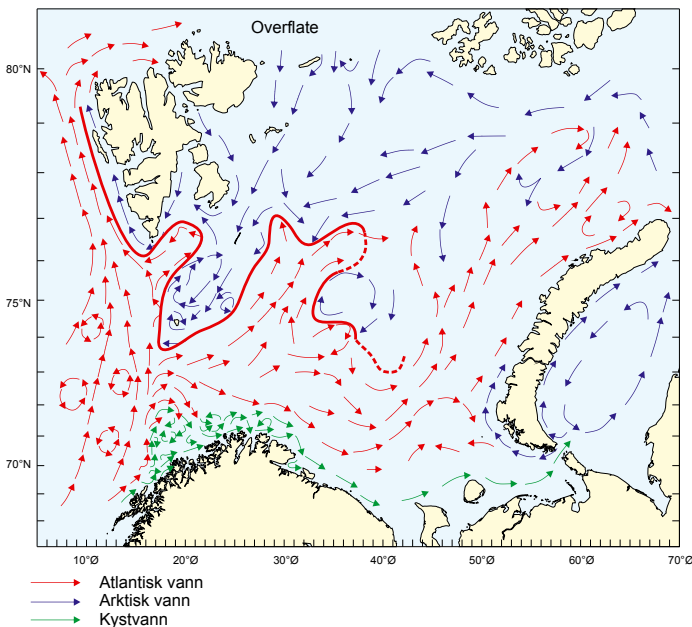 Overflate
80°N
75°N
70°N
10°Ø 20°Ø 30°Ø 40°Ø 50°Ø 60°Ø 70°Ø
Atlantisk vann
Arktisk vann
Kystvann